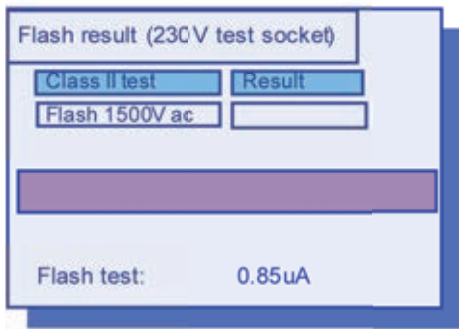 Flash result (230V test socket)
Class II test Result
Flash 1500V ac
Flash test: 0.85uA